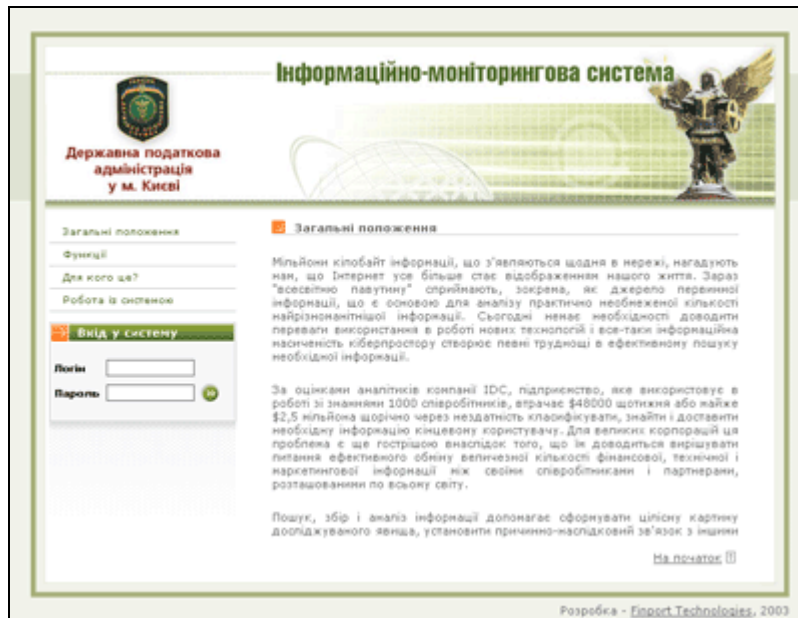 Інформаційно-моніторингова система
Державна податкова
адміністрація
у м. Києві
Загальні положення
Функції
Для кого це?
Робота із системою
Вхід у систему
Логін
Пароль
Загальні положення
Мільйони кілобайт інформації, що з'являються щодня в мережі, нагадують
нам, що Інтернет усе більше стає відображенням нашого життя. Зараз
"всесвітню павутину" сприймають, зокрема, як джерело первинної
інформації, що є основою для аналізу практично необмеженої кількості
найрізноманітнішої інформації. Сьогодні немає необхідності доводити
переваги використання в роботі нових технологій і все-таки інформаційна
насиченість кіберпростору створює певні труднощі в ефективному пошуку
необхідної інформації.
За оцінками аналітиків компанії IDC, підприємство, яке використовує в
роботі зі знаннями 1000 співробітників, втрачає $48000 щотижня або майже
$2,5 мільйона щорічно через нездатність класифікувати, знайти і доставити
необхідну інформацію кінцевому користувачу. Для великих корпорацій ця
проблема є ще гострішою внаслідок того, що їм доводиться вирішувати
питання ефективного обміну величезної кількості фінансової, технічної і
маркетингової інформації між своїми співробітниками і партнерами,
розташованими по всьому світу.
Пошук, збір і аналіз інформації допомагає сформувати цілісну картину
досліджуваного явища, установити причинно-наслідковий зв'язок з іншими
На початок
Розробка - Finport Technologies, 2003